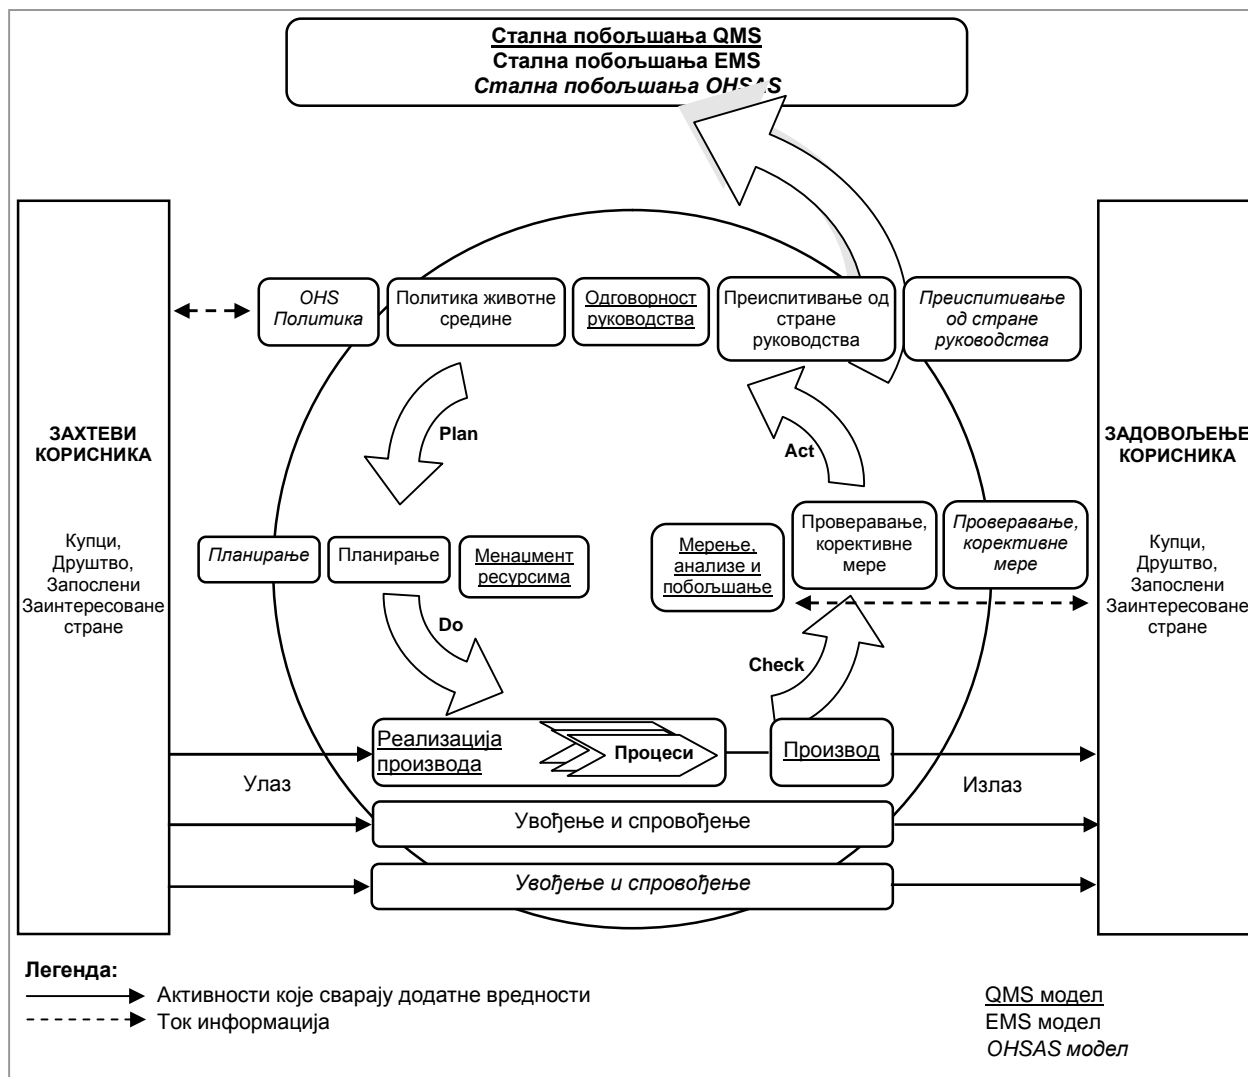 Стална побољшања QMS
Стална побољшања EMS
Стална побољшања OHSAS
OHS
Политика
Политика животне
средине
Одговорност
руководства
Преиспитивање од
стране
руководства
Преиспитивање
од стране
руководства
ЗАХТЕВИ
КОРИСНИКА
Купци,
Друштво,
Запослени
Заинтересоване
стране
Plan
Act
ЗАДОВОЉЕЊЕ
КОРИСНИКА
Купци,
Друштво,
Запослени
Заинтересоване
стране
Планирање
Планирање
Менаџмент
ресурсима
Мерење,
анализе и
побољшање
Проверавање,
корективне
мере
Проверавање,
корективне
мере
Do
Check
Реализација
производа
Процеси
Производ
Улаз
Излаз
Увођење и спровођење
Увођење и спровођење
Легенда:
Активности које сварају додатне вредности
Ток информација
QMS модел
EMS модел
OHSAS модел